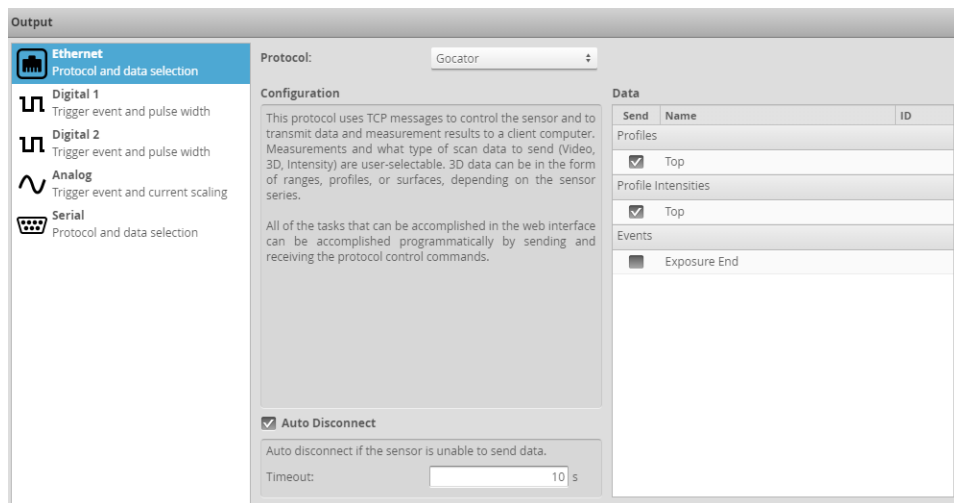 Output
Ethernet
Protocol and data selection
Digital 1
Trigger event and pulse width
Digital 2
Trigger event and pulse width
Analog
Trigger event and current scaling
Serial
Protocol and data selection
Protocol:
Gocator
Configuration
This protocol uses TCP messages to control the sensor and to
transmit data and measurement results to a client computer.
Measurements and what type of scan data to send (Video,
3D, Intensity) are user-selectable. 3D data can be in the form
of ranges, profiles, or surfaces, depending on the sensor
series.
All of the tasks that can be accomplished in the web interface
can be accomplished programmatically by sending and
receiving the protocol control commands.
Auto Disconnect
Auto disconnect if the sensor is unable to send data.
Timeout: 10 s
Data
Send Name ID
Profiles
Top
Profile Intensities
Top
Events
Exposure End